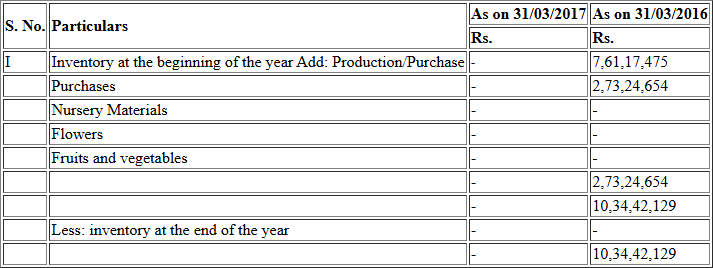 S. No. Particulars As on 31/03/2017 As on 31/03/2016
Rs. Rs.
I Inventory at the beginning of the year Add: Production/Purchase - 7,61,17,475
Purchases - 2,73,24,654
Nursery Materials - -
Flowers - -
Fruits and vegetables - -
- 2,73,24,654
- 10,34,42,129
Less: inventory at the end of the year - -
- 10,34,42,129